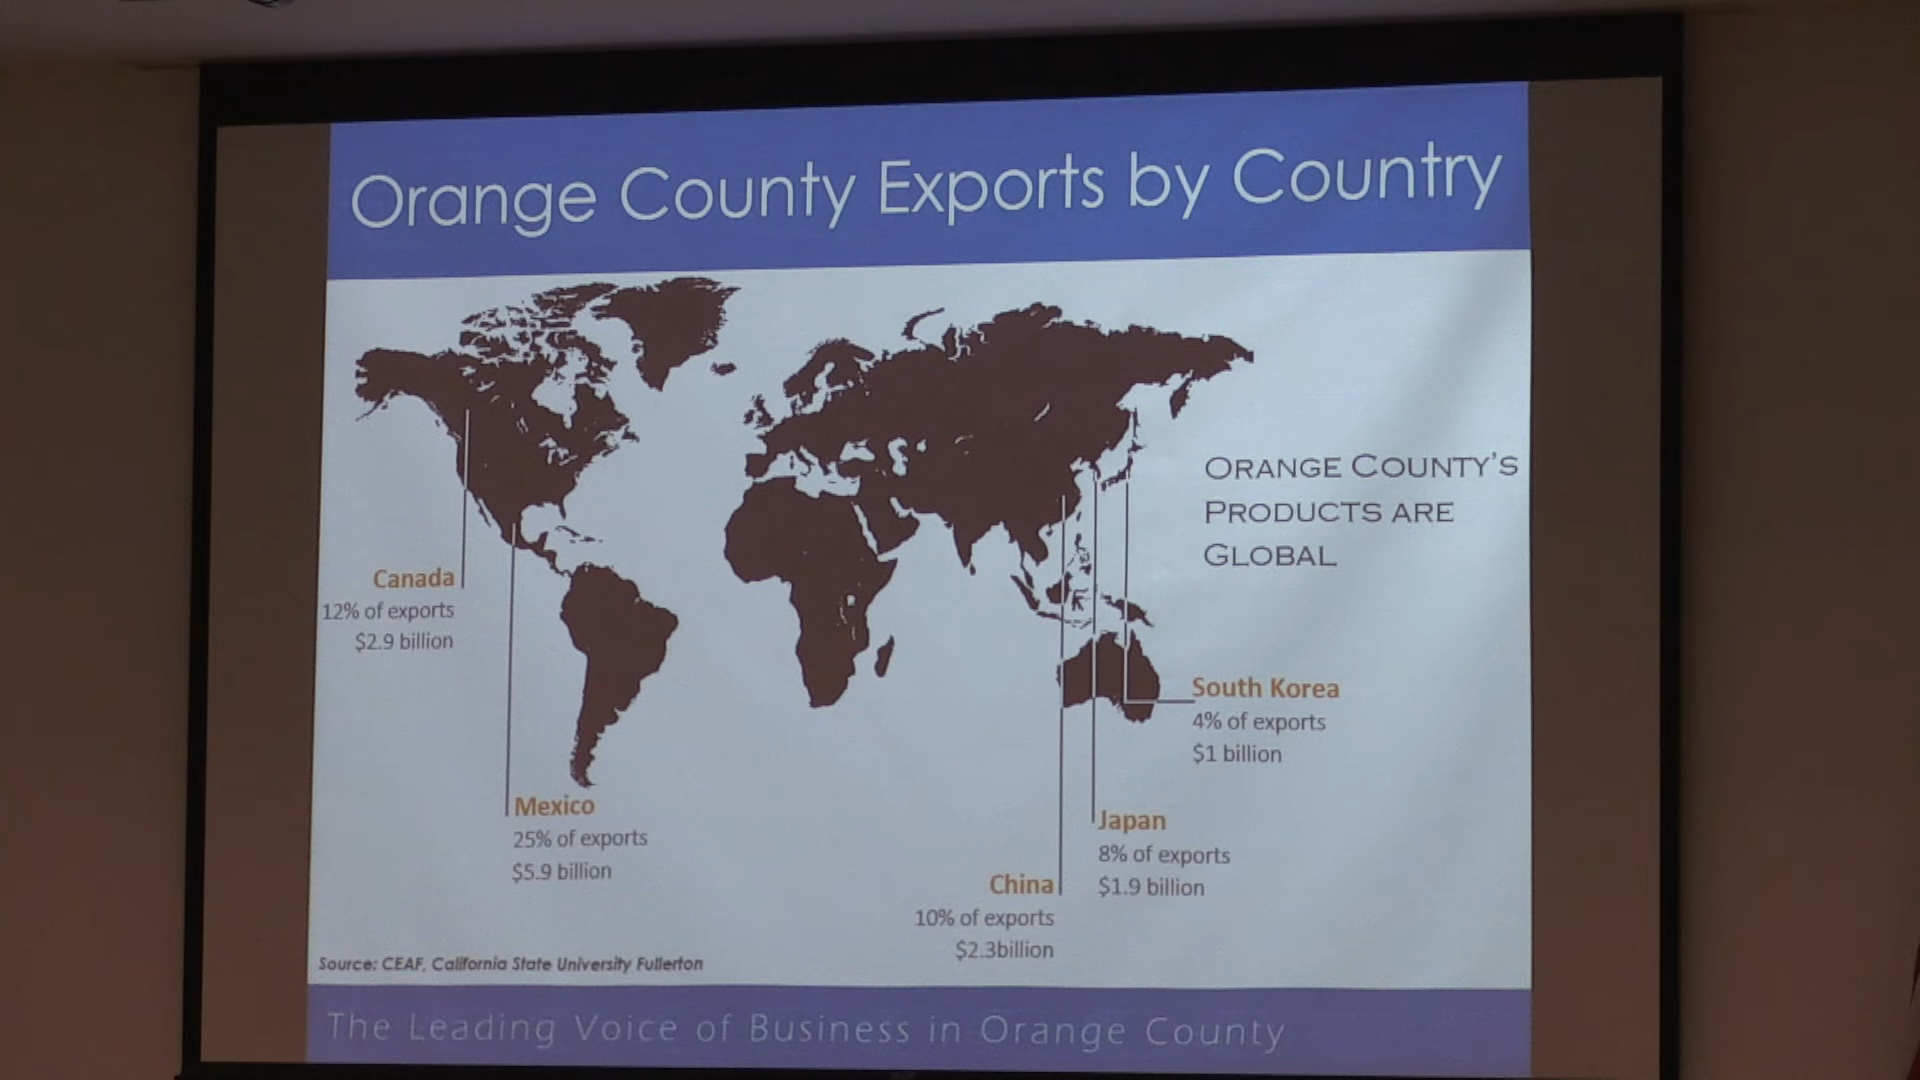 Orange County Exports by Country
ORANGE COUNTY'S
PRODUCTS ARE
GLOBAL
Canada
12% of exports
$2.9 billion
Mexico
25% of exports
$5.9 billion
China
10% of exports
$2.3billion
Japan
8% of exports
$1.9 billion
South Korea
4% of exports
$1 billion
Source: CEAF, California State University Fullerton
The Leading Voice of Business in Orange County